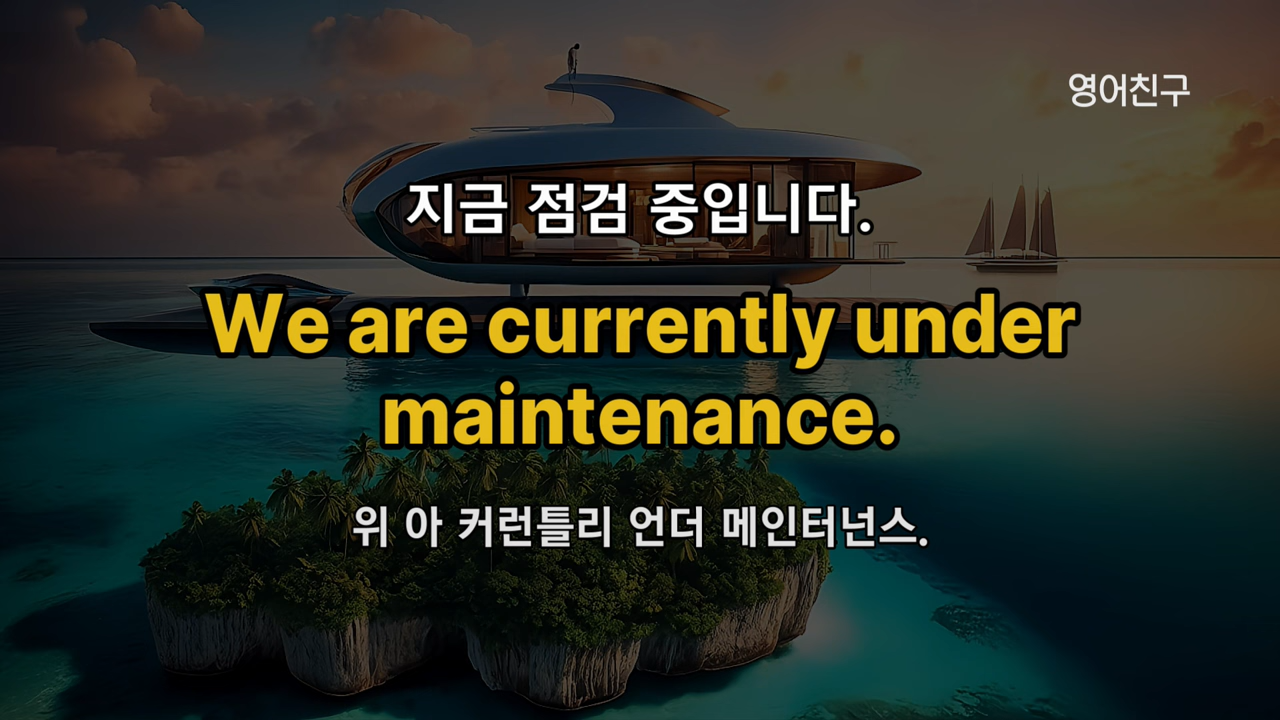 영어친구
지금 점검 중입니다.
We are currently under
maintenance.
위 아 커런틀리 언더 메인터넌스.